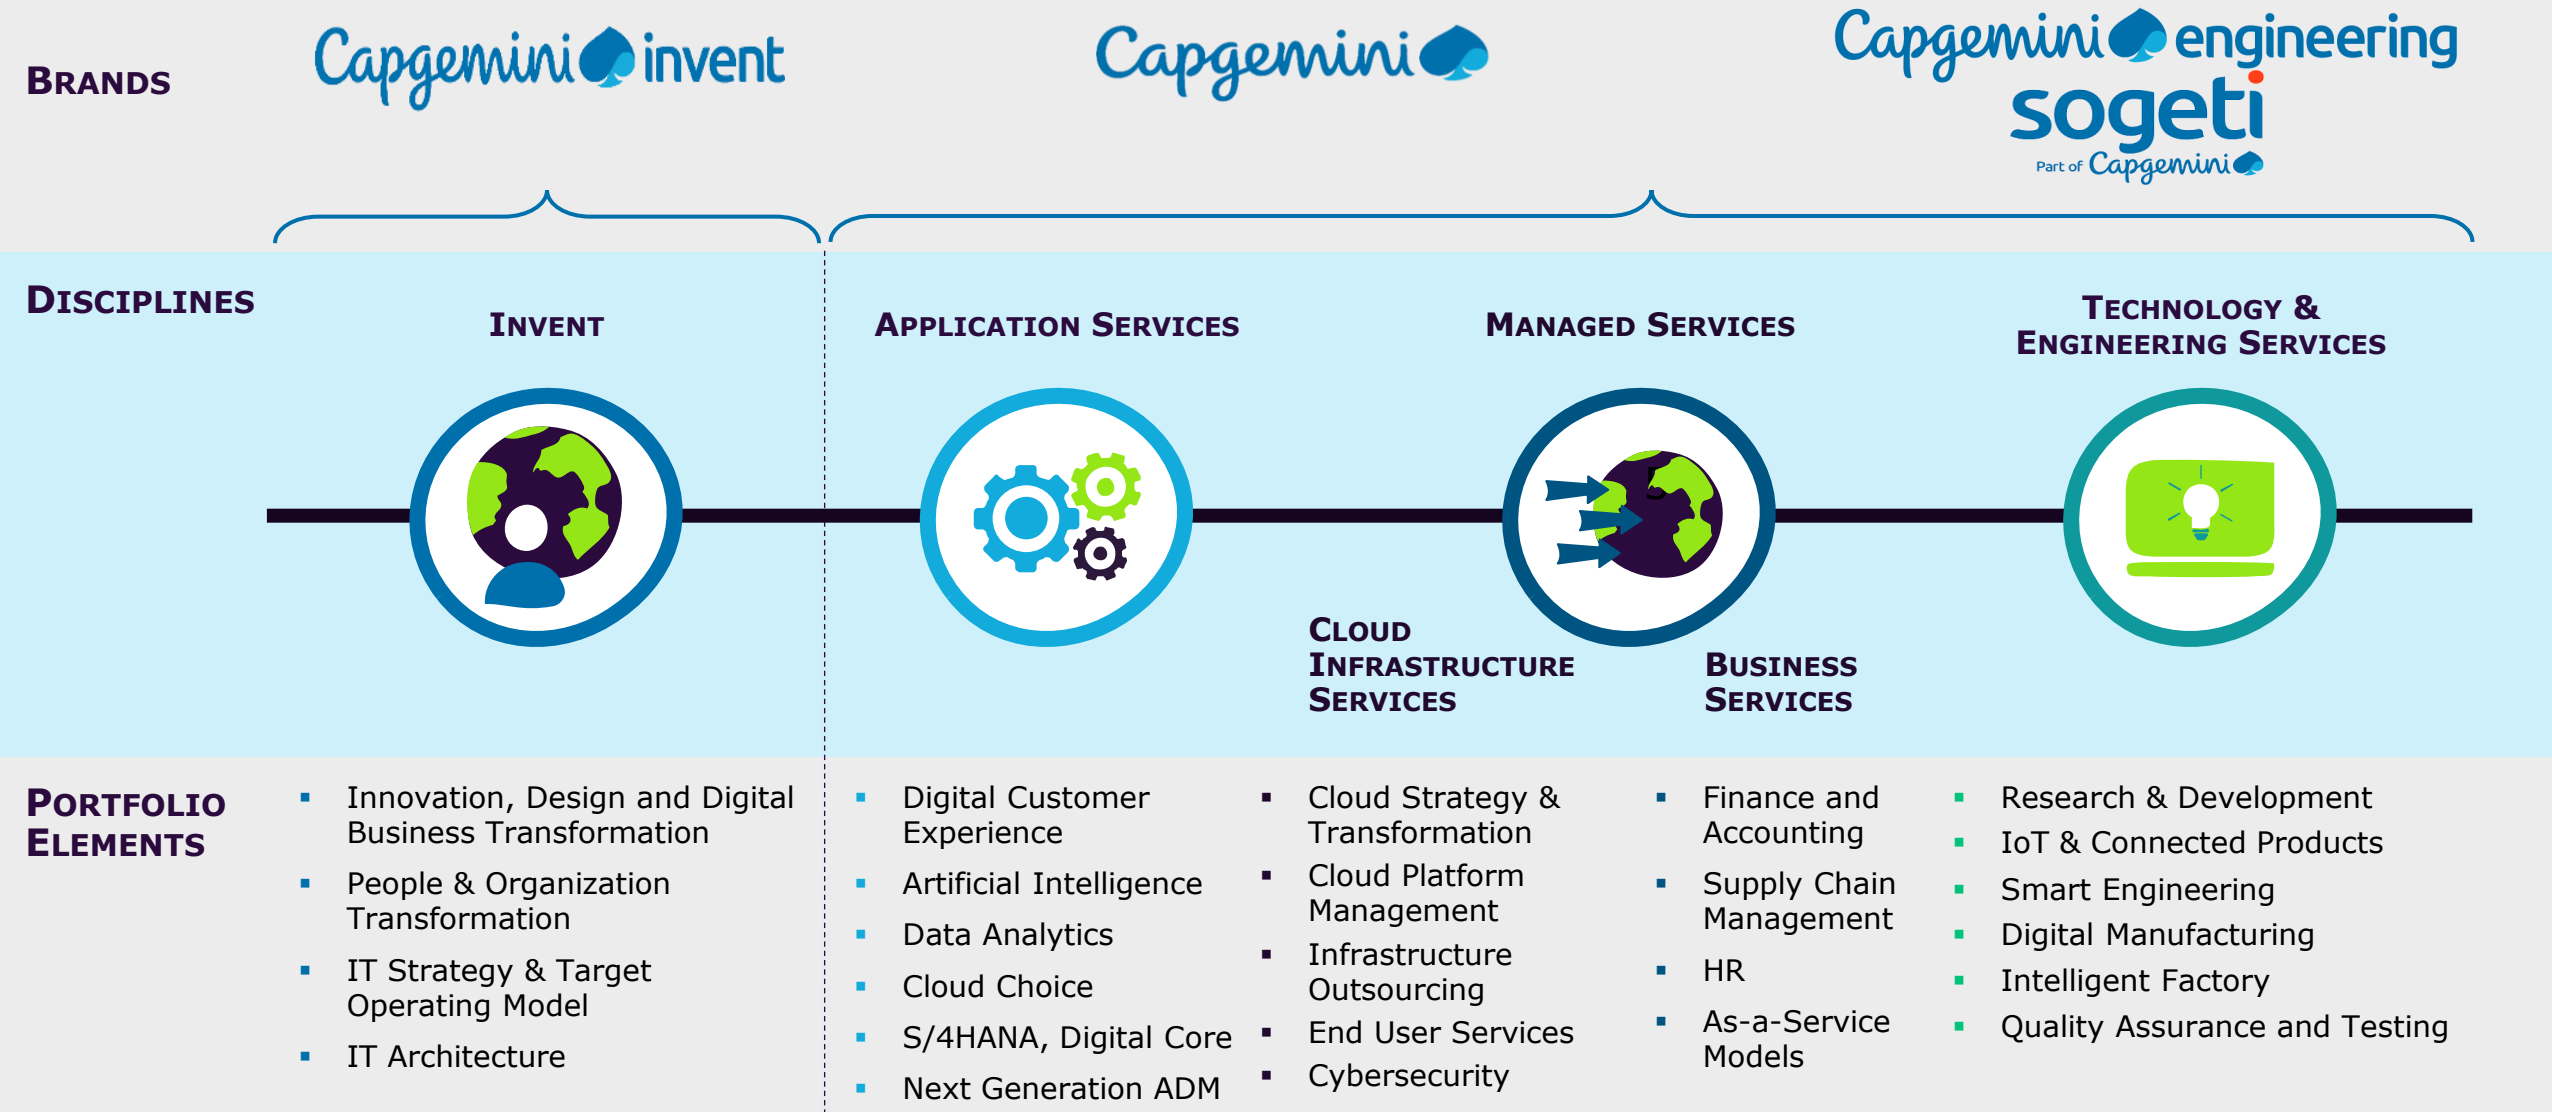 BRANDS
Capgemini invent
Capgemini
Capgemini engineering
sogeti
Part of Capgemini
DISCIPLINES
INVENT
APPLICATION SERVICES
MANAGED SERVICES
TECHNOLOGY &
ENGINEERING SERVICES
CLOUD
INFRASTRUCTURE
SERVICES
BUSINESS
SERVICES
PORTFOLIO
ELEMENTS
▪ Innovation, Design and Digital
Business Transformation
▪ People & Organization
Transformation
▪ IT Strategy & Target
Operating Model
▪ IT Architecture
▪ Digital Customer
Experience
▪ Artificial Intelligence
▪ Data Analytics
▪ Cloud Choice
▪ S/4HANA, Digital Core
▪ Next Generation ADM
▪ Cloud Strategy &
Transformation
▪ Cloud Platform
Management
▪ Infrastructure
Outsourcing
▪ End User Services
▪ Cybersecurity
▪ Finance and
Accounting
▪ Supply Chain
Management
▪ HR
▪ As-a-Service
Models
▪ Research & Development
▪ IoT & Connected Products
▪ Smart Engineering
▪ Digital Manufacturing
▪ Intelligent Factory
▪ Quality Assurance and Testing